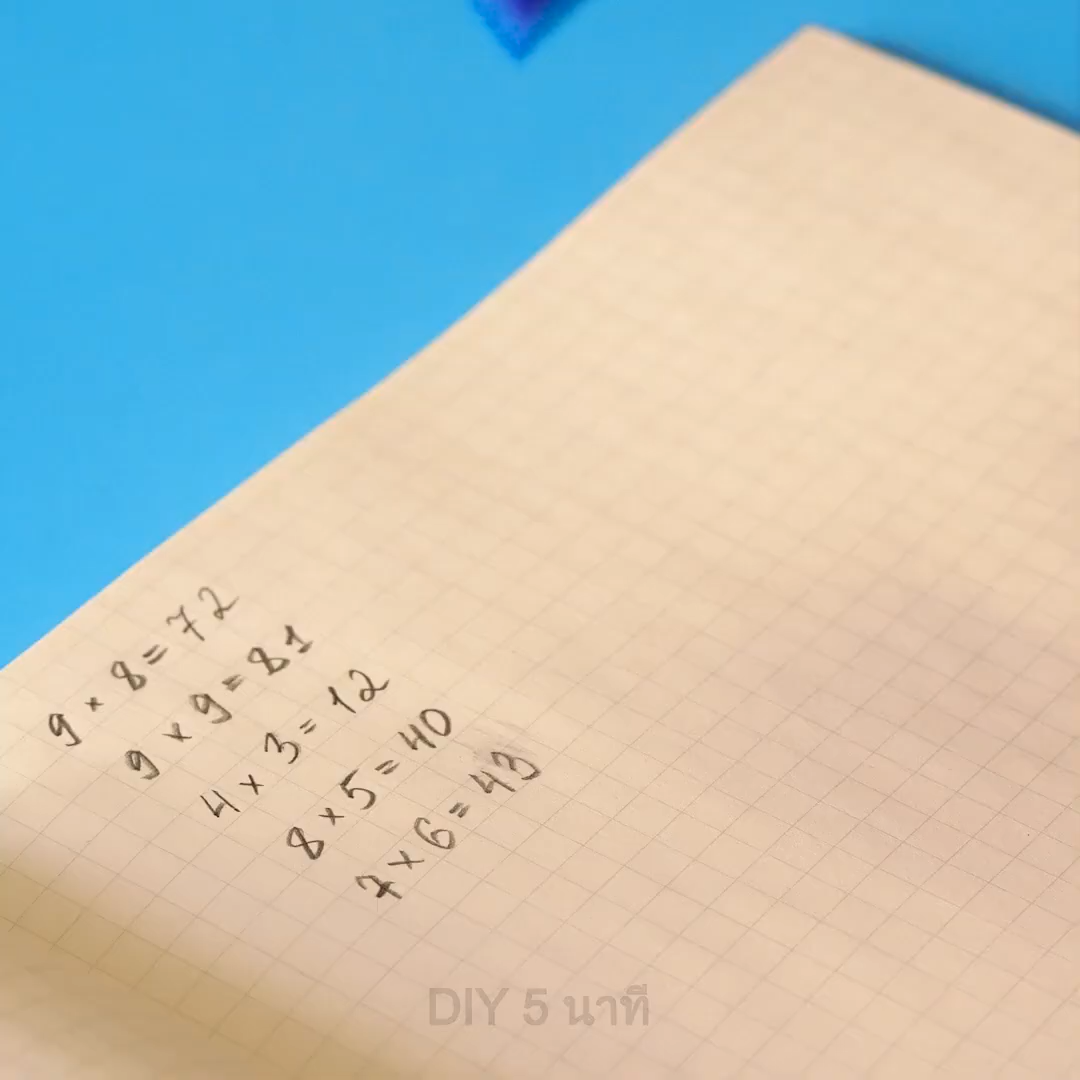 9 × 8 = 72
9 × 9 = 81
4 × 3 = 12
8 × 5 = 40
7 × 6 = 43
DIY 5 นาที